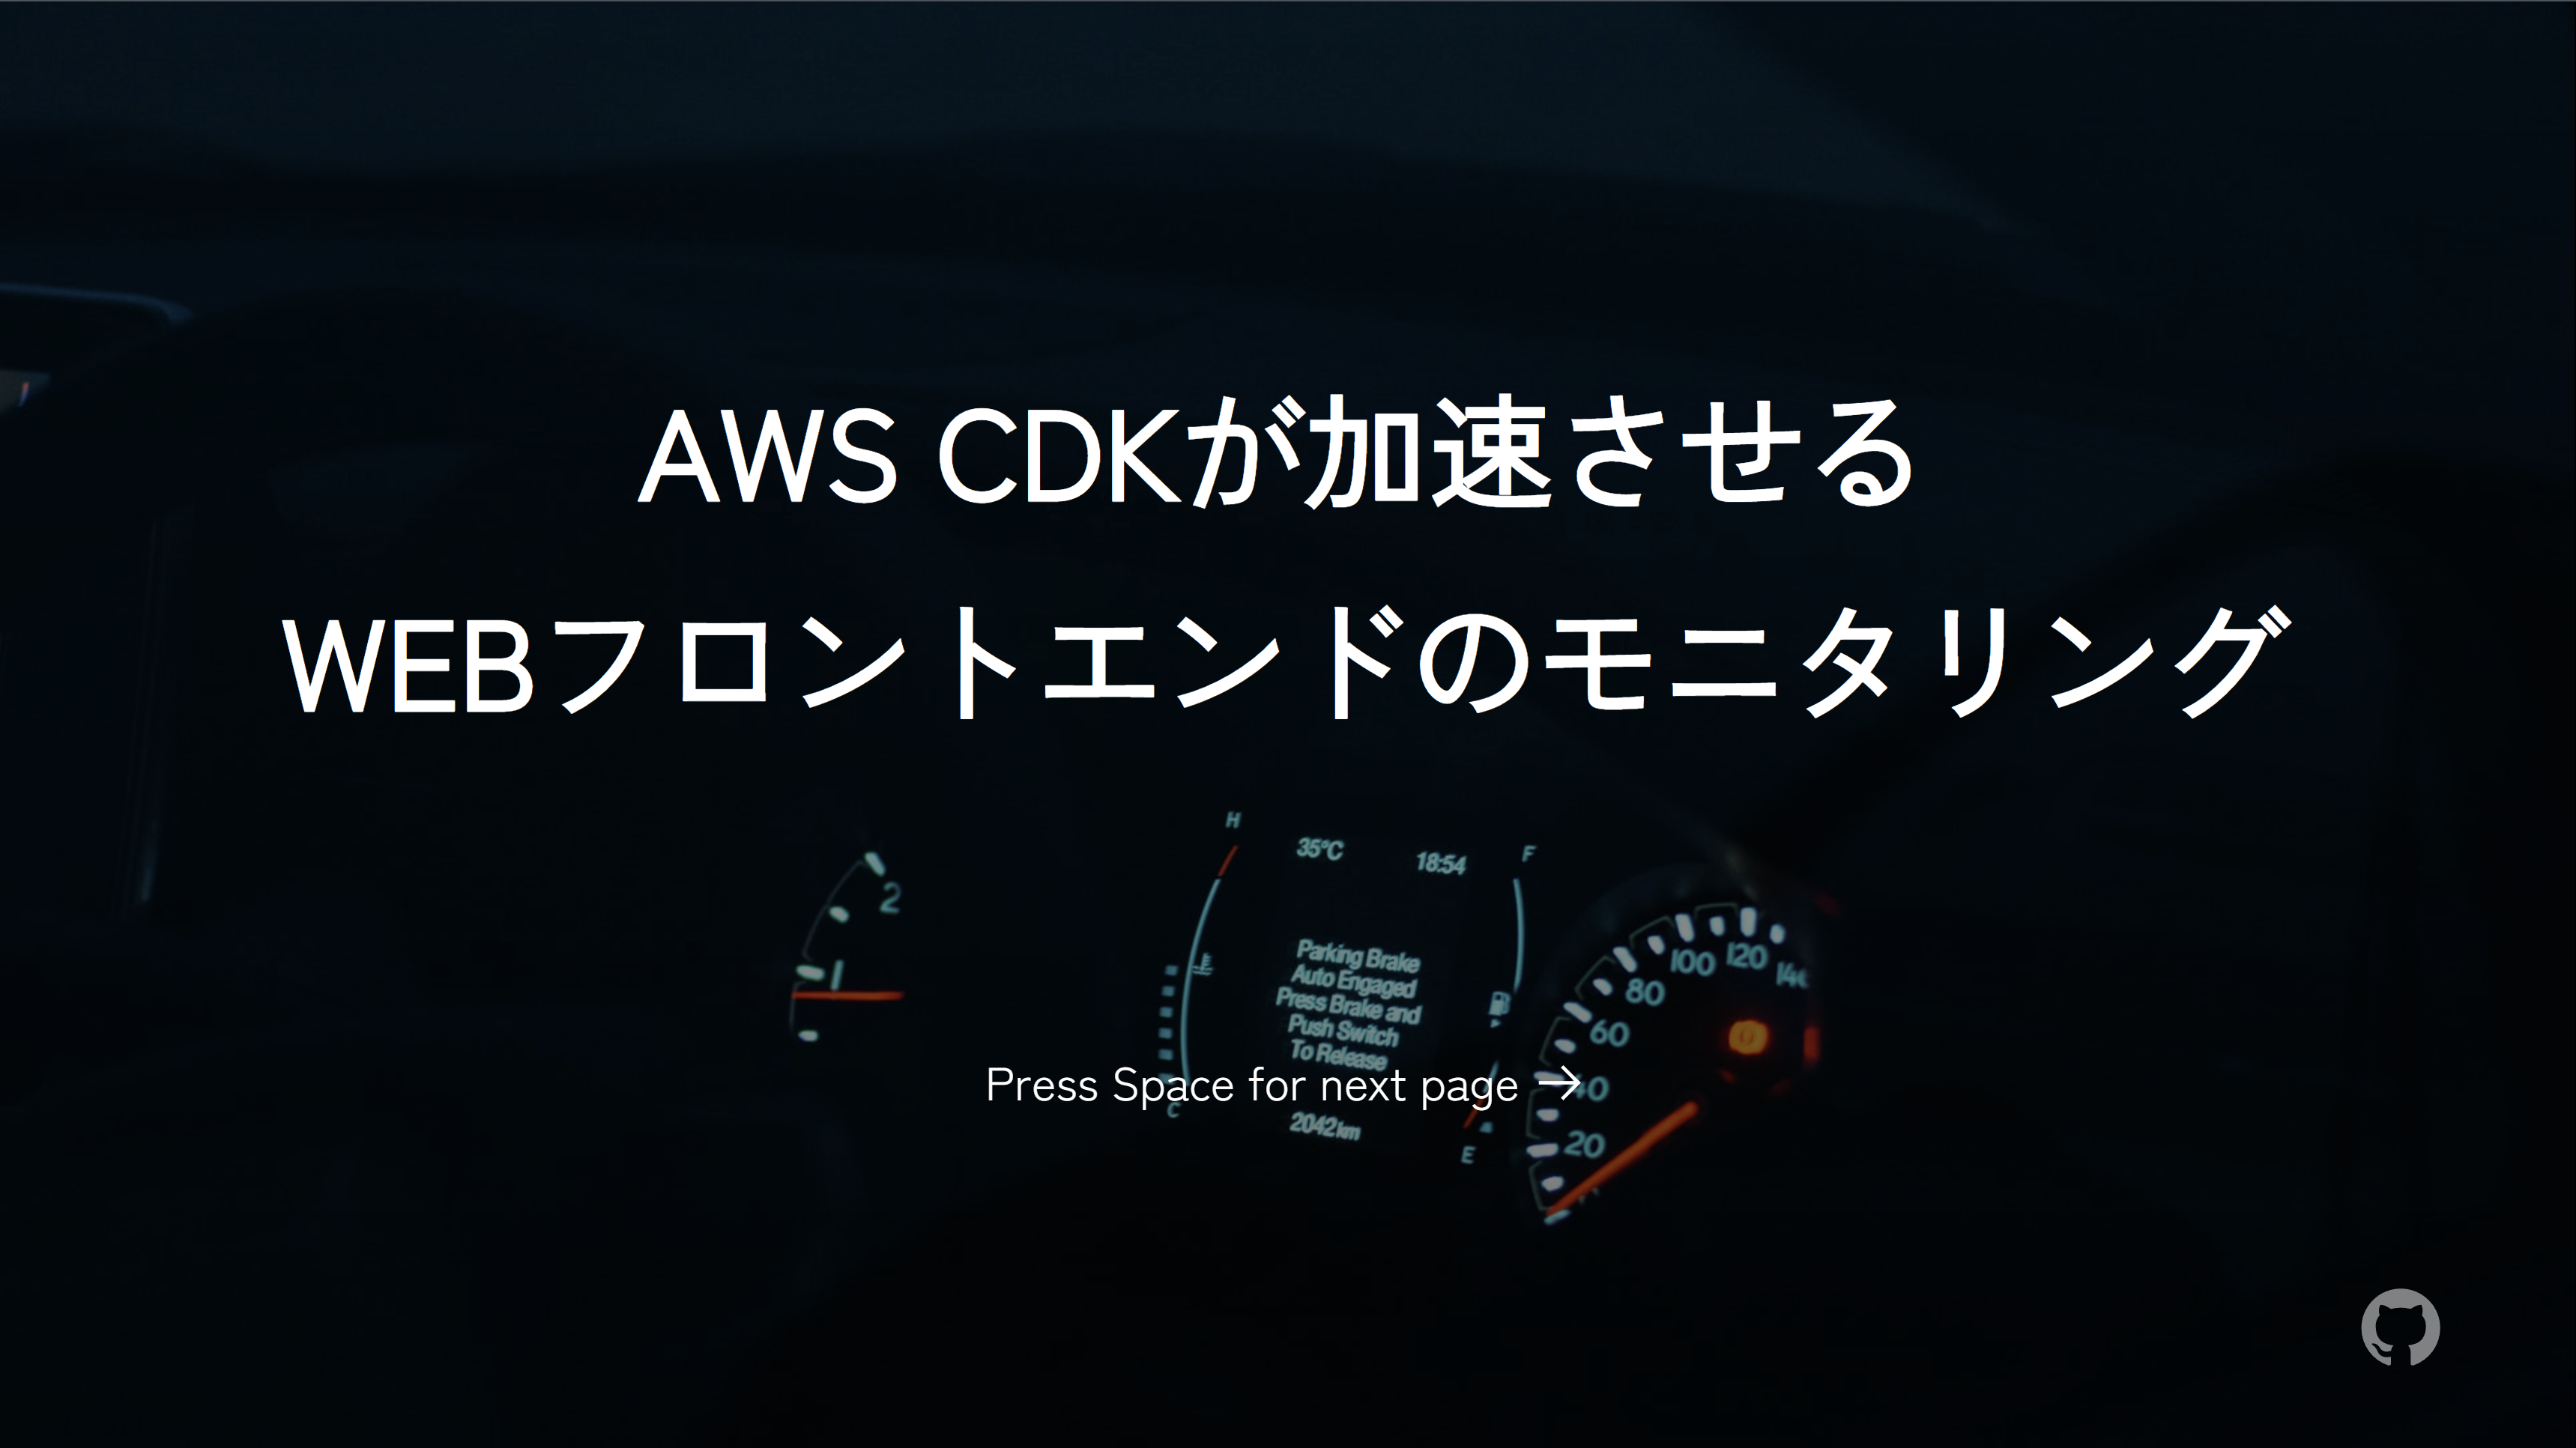 AWS CDKが加速させる
WEBフロントエンドのモニタリング
H
35°C
18:54
F
2
1
Parking Brake
Auto Engaged
Press Brake and
Push Switch
To Release
100
120
80
60
40
20
Press Space for next page →
C
2042km
E